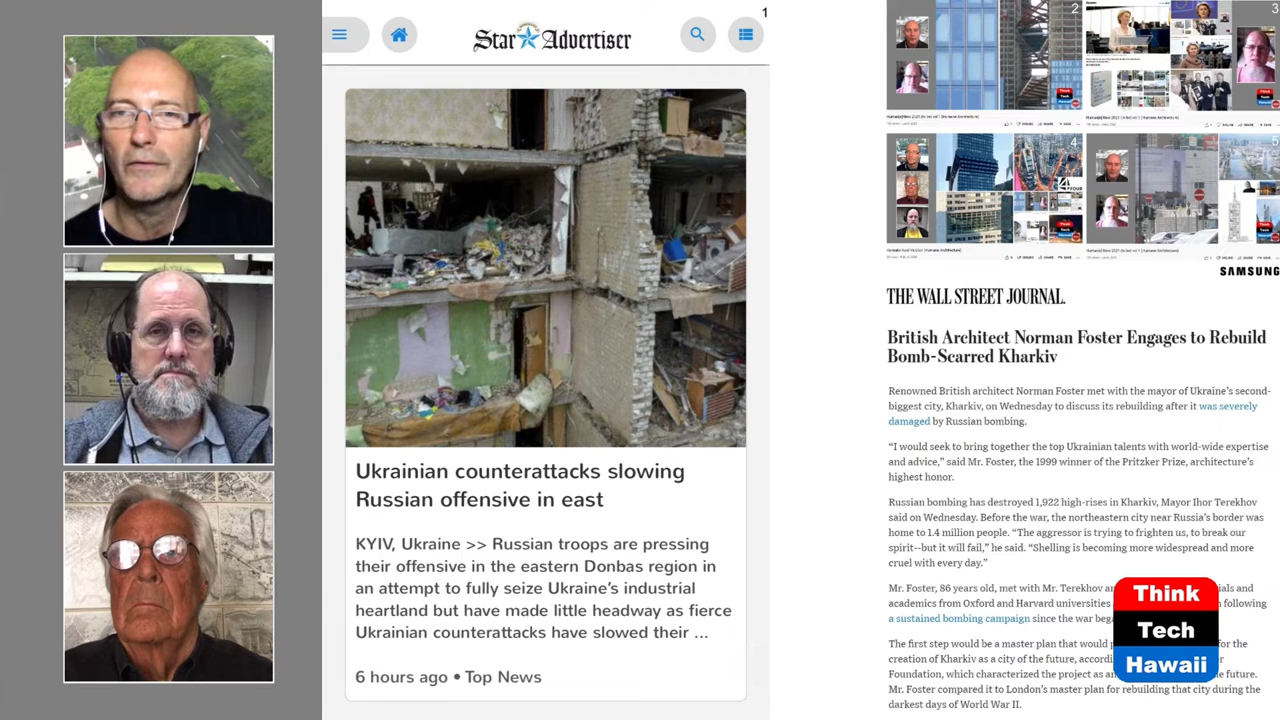 1
Star Advertiser
Ukrainian counterattacks slowing
Russian offensive in east
KYIV, Ukraine >> Russian troops are pressing
their offensive in the eastern Donbas region in
an attempt to fully seize Ukraine’s industrial
heartland but have made little headway as fierce
Ukrainian counterattacks have slowed their ...
6 hours ago • Top News
2
3
4
5
SAMSUNG
THE WALL STREET JOURNAL.
British Architect Norman Foster Engages to Rebuild
Bomb-Scarred Kharkiv
Renowned British architect Norman Foster met with the mayor of Ukraine’s second-
biggest city, Kharkiv, on Wednesday to discuss its rebuilding after it was severely
damaged by Russian bombing.
“I would seek to bring together the top Ukrainian talents with world-wide expertise
and advice,” said Mr. Foster, the 1999 winner of the Pritzker Prize, architecture’s
highest honor.
Russian bombing has destroyed 1,922 high-rises in Kharkiv, Mayor Ihor Terekhov
said on Wednesday. Before the war, the northeastern city near Russia’s border was
home to 1.4 million people. “The aggressor is trying to frighten us, to break our
spirit--but it will fail,” he said. “Shelling is becoming more widespread and more
cruel with every day.”
Mr. Foster, 86 years old, met with Mr. Terekhov and
academics from Oxford and Harvard universities following
a sustained bombing campaign since the war
The first step would be a master plan that would for the
creation of Kharkiv as a city of the future,
Foundation, which characterized the project as future.
Mr. Foster compared it to London’s master plan for rebuilding that city during the
darkest days of World War II.
Think
Tech
Hawaii